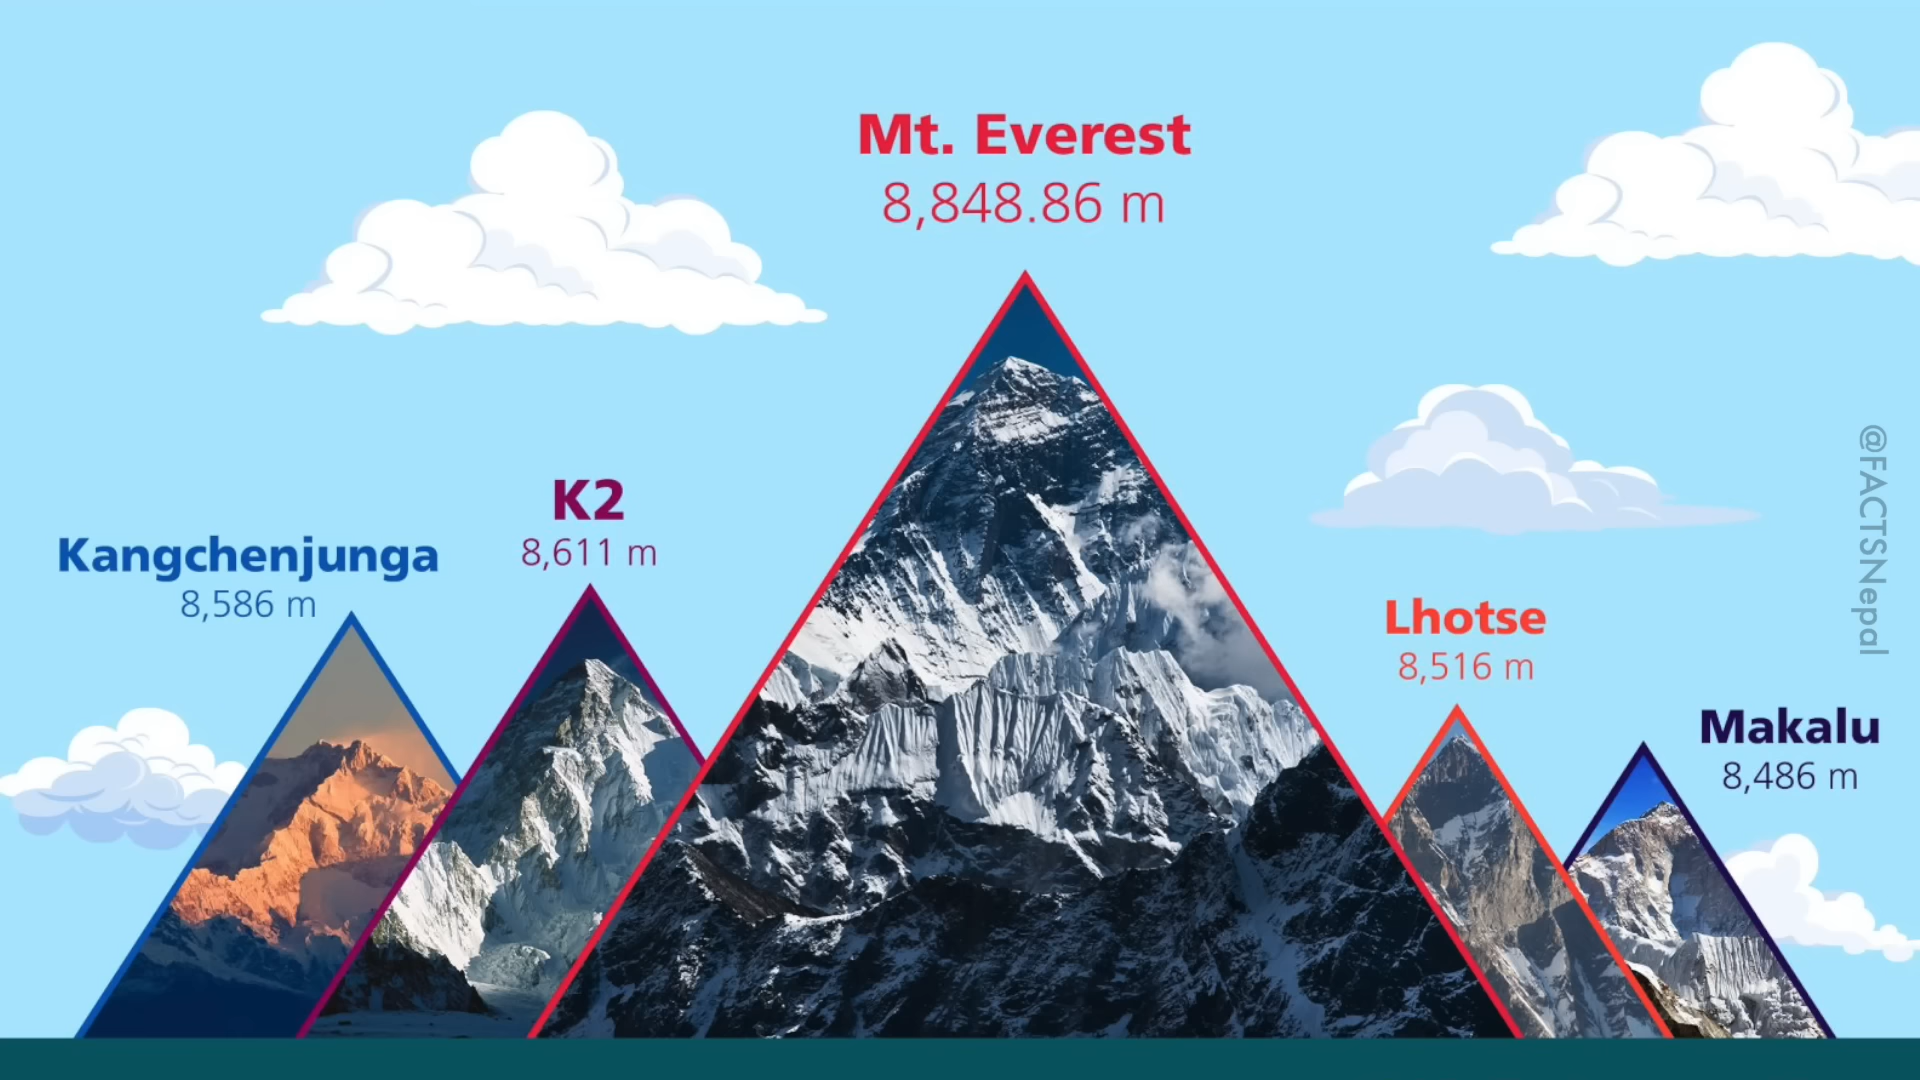 Mt. Everest
8,848.86 m
K2
8,611 m
Kangchenjunga
8,586 m
Lhotse
8,516 m
Makalu
8,486 m
@FACTSNepal